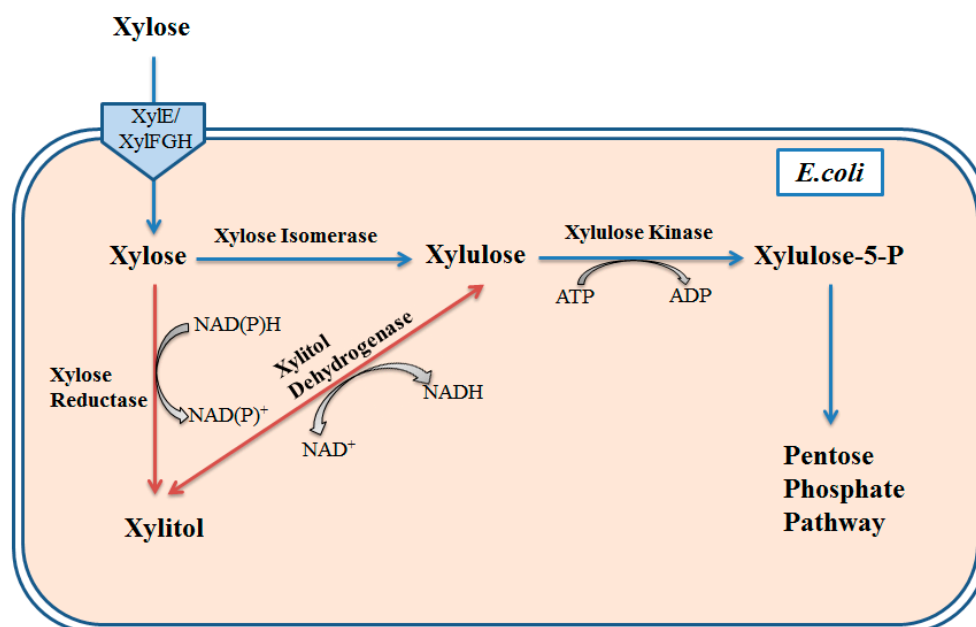 Xylose
XylE/
XylFGH
E.coli
Xylose
Xylose Isomerase
Xylulose
Xylulose Kinase
Xylulose-5-P
ATP
ADP
NAD(P)H
Xylose
Reductase
NAD(P)⁺
Xylitol
Dehydrogenase
NADH
NAD⁺
Xylitol
Pentose
Phosphate
Pathway